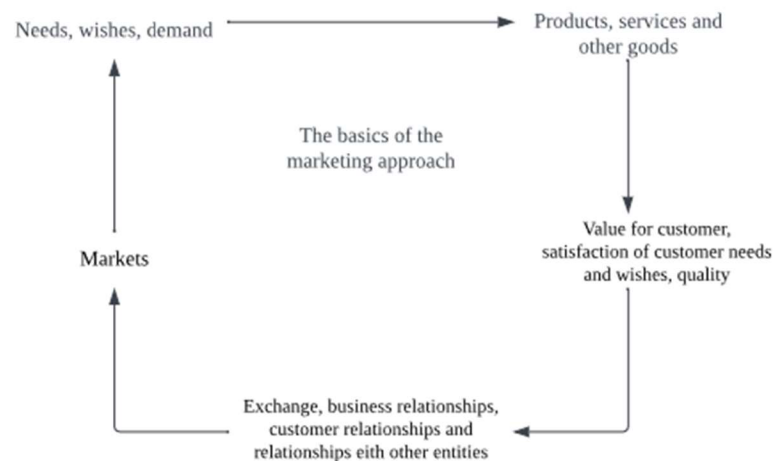 Needs, wishes, demand
Products, services and
other goods
The basics of the
marketing approach
Value for customer,
satisfaction of customer needs
and wishes, quality
Markets
Exchange, business relationships,
customer relationships and
relationships eith other entities